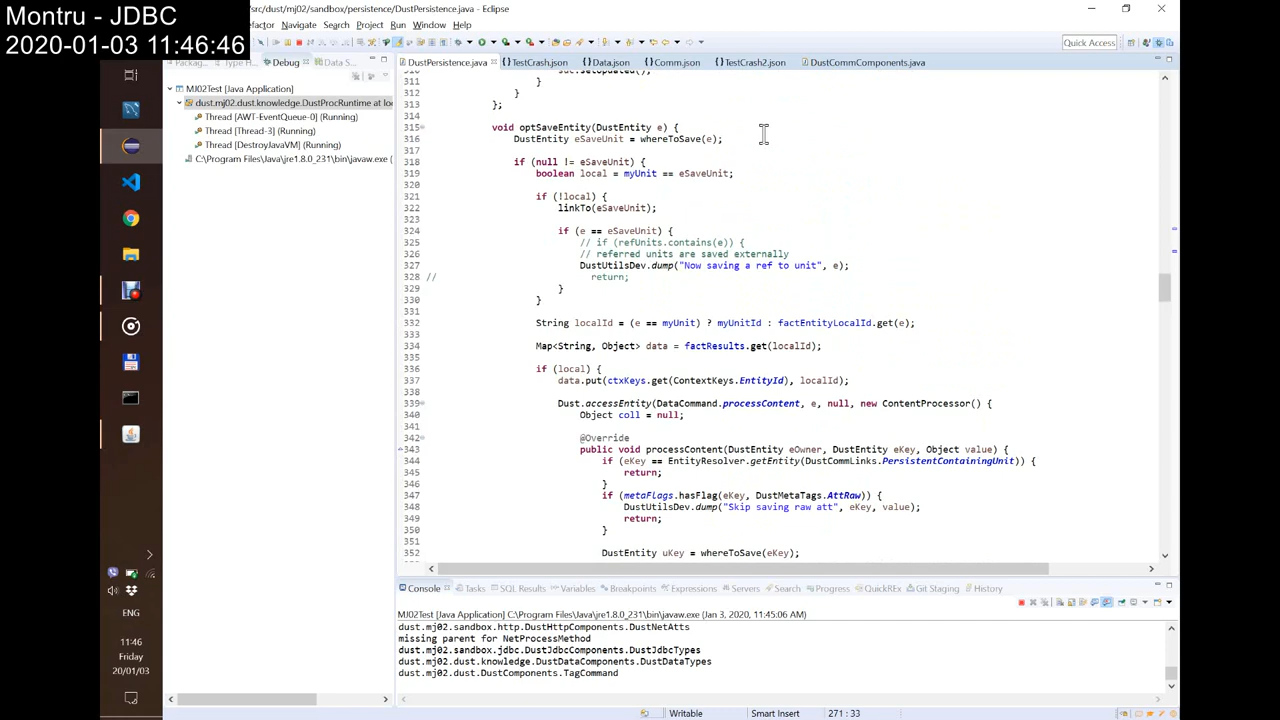 Montru - JDBC
2020-01-03 11:46:46
/src/dust/mj02/sandbox/persistence/DustPersistence.java - Eclipse
efactor Navigate Search Project Run Window Help
Quick Access
Packag... Type H... Debug Data S...
DustPersistence.java TestCrash.json Data.json Comm.json TestCrash2.json DustCommComponents.java
MJ02Test [Java Application]
dust.mj02.dust.knowledge.DustProcRuntime at loc
Thread [AWT-EventQueue-0] (Running)
Thread [Thread-3] (Running)
Thread [DestroyJavaVM] (Running)
C:\Program Files\Java\jre1.8.0_231\bin\javaw.exe (
311 }
312 }
313 };
314
315 void optSaveEntity(DustEntity e) {
316 DustEntity eSaveUnit = whereToSave(e);
317
318 if (null != eSaveUnit) {
319 boolean local = myUnit == eSaveUnit;
320
321 if (!local) {
322 linkTo(eSaveUnit);
323
324 if (e == eSaveUnit) {
325 // if (refUnits.contains(e)) {
326 // referred units are saved externally
327 DustUtilsDev.dump("Now saving a ref to unit", e);
328 // return;
329 }
330 }
331
332 String localId = (e == myUnit) ? myUnitId : factEntityLocalId.get(e);
333
334 Map<String, Object> data = factResults.get(localId);
335
336 if (local) {
337 data.put(ctxKeys.get(ContextKeys.EntityId), localId);
338
339 Dust.accessEntity(DataCommand.processContent, e, null, new ContentProcessor() {
340 Object coll = null;
341
342 @Override
343 public void processContent(DustEntity eOwner, DustEntity eKey, Object value) {
344 if (eKey == EntityResolver.getEntity(DustCommLinks.PersistentContainingUnit)) {
345 return;
346 }
347 if (metaFlags.hasFlag(eKey, DustMetaTags.AttRaw)) {
348 DustUtilsDev.dump("Skip saving raw att", eKey, value);
349 return;
350 }
351
352 DustEntity uKey = whereToSave(eKey);
Console Tasks SQL Results Variables Breakpoints Expressions Servers Search Progress QuickREx Git Staging History
MJ02Test [Java Application] C:\Program Files\Java\jre1.8.0_231\bin\javaw.exe (Jan 3, 2020, 11:45:06 AM)
dust.mj02.sandbox.http.DustHttpComponents.DustNetAtts
missing parent for NetProcessMethod
dust.mj02.sandbox.jdbc.DustJdbcComponents.DustJdbcTypes
dust.mj02.dust.knowledge.DustDataComponents.DustDataTypes
dust.mj02.dust.DustComponents.TagCommand
ENG
11:46
Friday
20/01/03
Writable Smart Insert 271 : 33